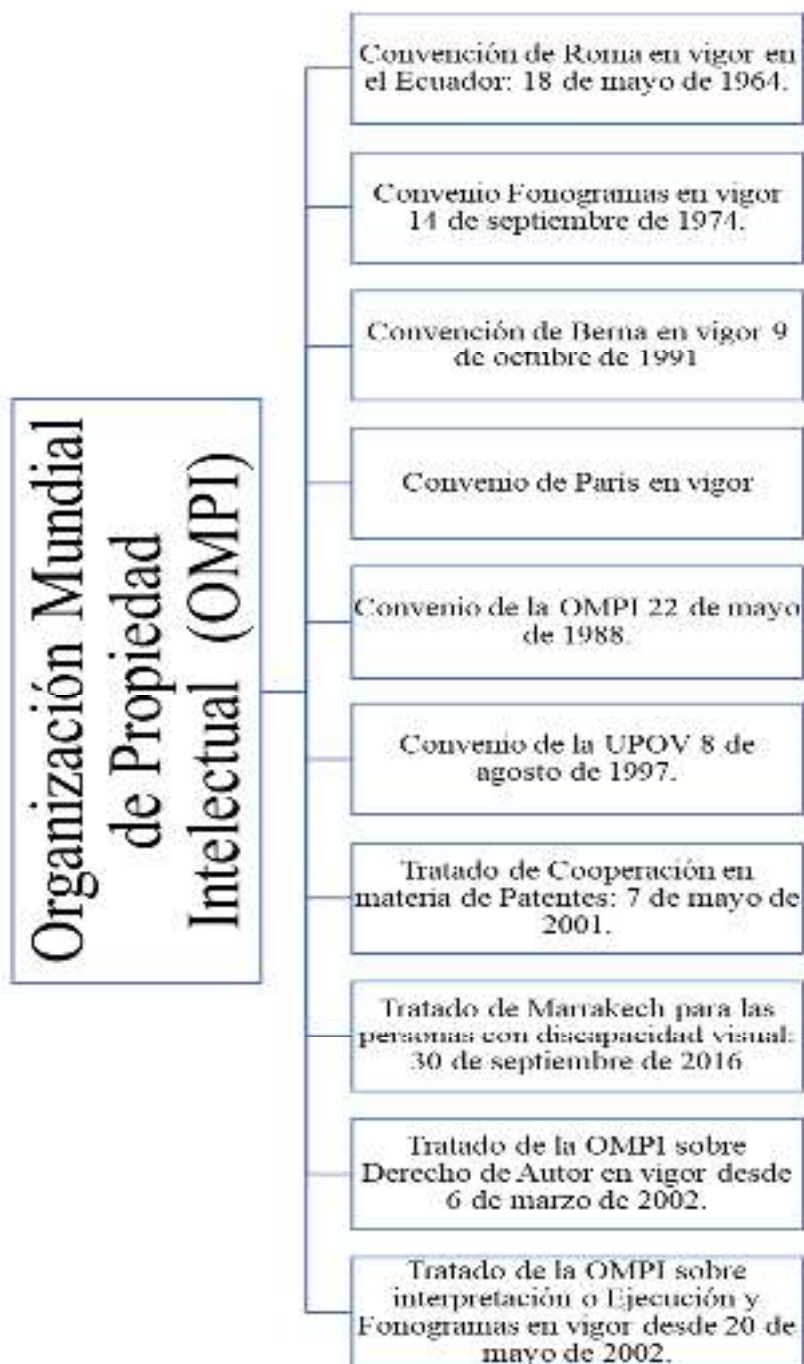 Organización Mundial
de Propiedad
Intelectual (OMPI)
Convención de Roma en vigor en
el Ecuador: 18 de mayo de 1964.
Convenio Fonogramas en vigor
14 de septiembre de 1974.
Convención de Berna en vigor 9
de octubre de 1991
Convenio de París en vigor
Convenio de la OMPI 22 de mayo
de 1988.
Convenio de la UPOV 8 de
agosto de 1997.
Tratado de Cooperación en
materia de Patentes: 7 de mayo de
2001.
Tratado de Marrakech para las
personas con discapacidad visual:
30 de septiembre de 2016
Tratado de la OMPI sobre
Derecho de Autor en vigor desde
6 de marzo de 2002.
Tratado de la OMPI sobre
interpretación o Ejecución y
Fonogramas en vigor desde 20 de
mayo de 2002.